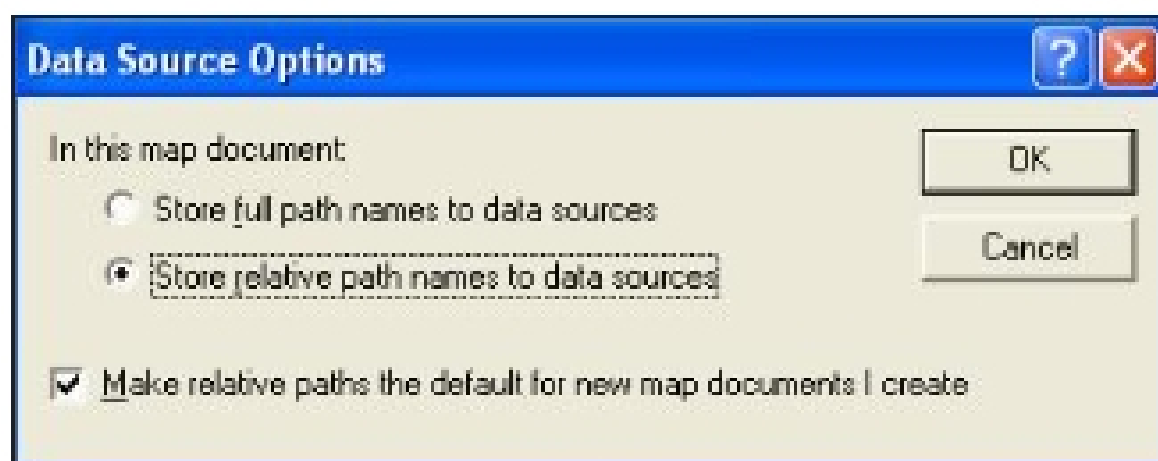 Data Source Options
?
In this map document:
OK
Store full path names to data sources
Cancel
Store relative path names to data sources
Make relative paths the default for new map documents I create